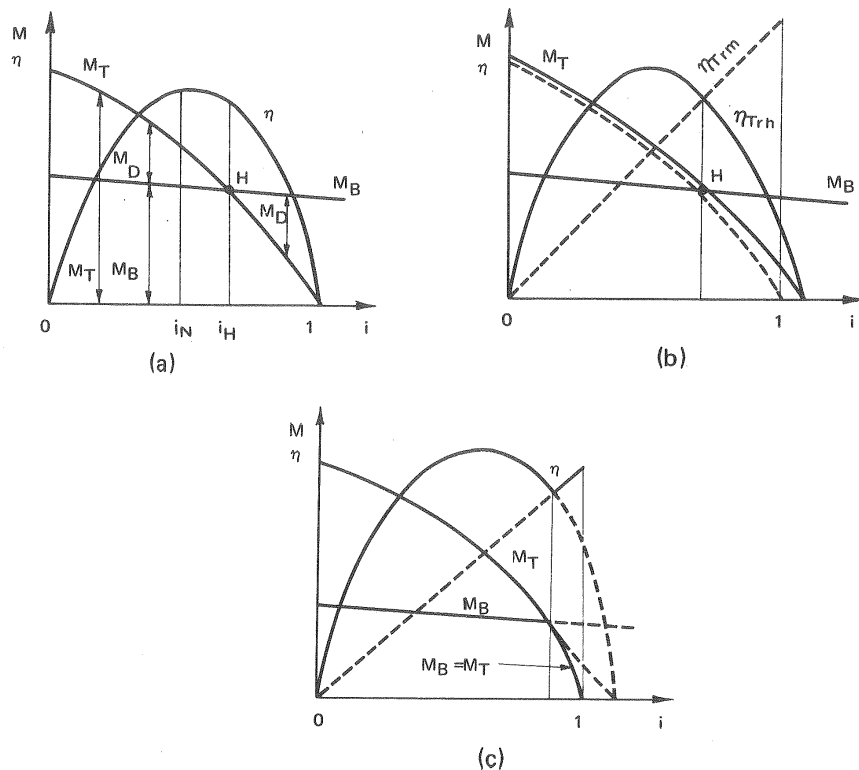 M
η
M_T
η
M_D
H
M_B
M_D
M_T
M_B
0
i_N
i_H
1
i
(a)
M
η
M_T
η_Trm
η_Trh
H
M_B
0
1
i
(b)
M
η
η
M_T
M_B
M_B = M_T
0
1
i
(c)